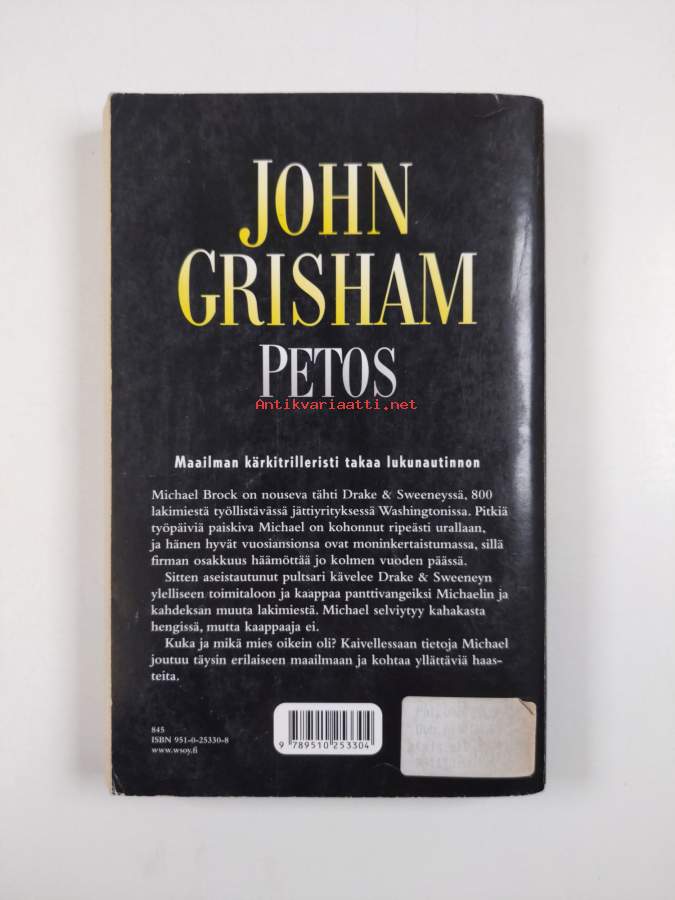 JOHN
GRISHAM
PETOS
Antikvariaatti.net
Maailman kärkitrilleristi takaa lukunautinnon
Michael Brock on nouseva tähti Drake & Sweeneyssä, 800
lakimiestä työllistävässä jättiyrityksessä Washingtonissa. Pitkiä
työpäiviä paiskiva Michael on kohonnut ripeästi urallaan,
ja hänen hyvät vuosiansionsa ovat moninkertaistumassa, sillä
firman osakkuus häämöttää jo kolmen vuoden päässä.
Sitten aseistautunut pultsari kävelee Drake & Sweeneyn
ylelliseen toimitaloon ja kaappaa panttivangeiksi Michaelin ja
kahdeksan muuta lakimiestä. Michael selviytyy kahakasta
hengissä, mutta kaappaaja ei.
Kuka ja mikä mies oikein oli? Kaivellessaan tietoja Michael
joutuu täysin erilaiseen maailmaan ja kohtaa yllättäviä haas-
teita.
845
ISBN 951-0-25330-8
www.wsoy.fi
9 789510 253304